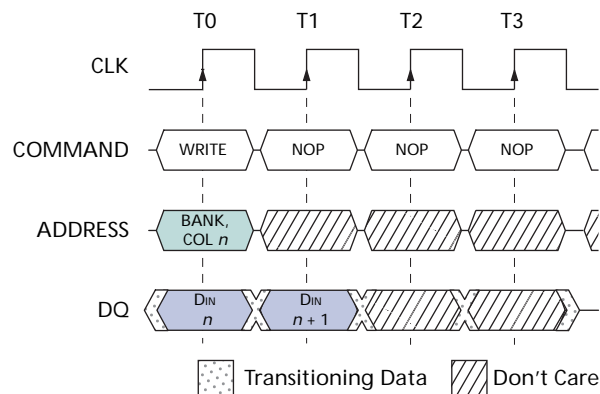 T0 T1 T2 T3
CLK
COMMAND WRITE NOP NOP NOP
ADDRESS BANK,
COL n
DQ DIN DIN
n n + 1
Transitioning Data Don't Care